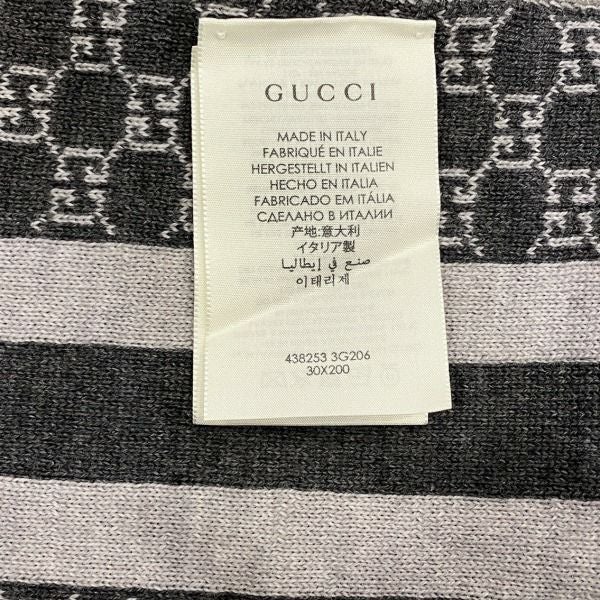 GUCCI
MADE IN ITALY
FABRIQUÉ EN ITALIE
HERGESTELLT IN ITALIEN
HECHO EN ITALIA
FABRICADO EM ITÁLIA
СДЕЛАНО В ИТАЛИИ
产地:意大利
イタリア製
صنع في إيطاليا
이태리제
438253 3G206
30X200